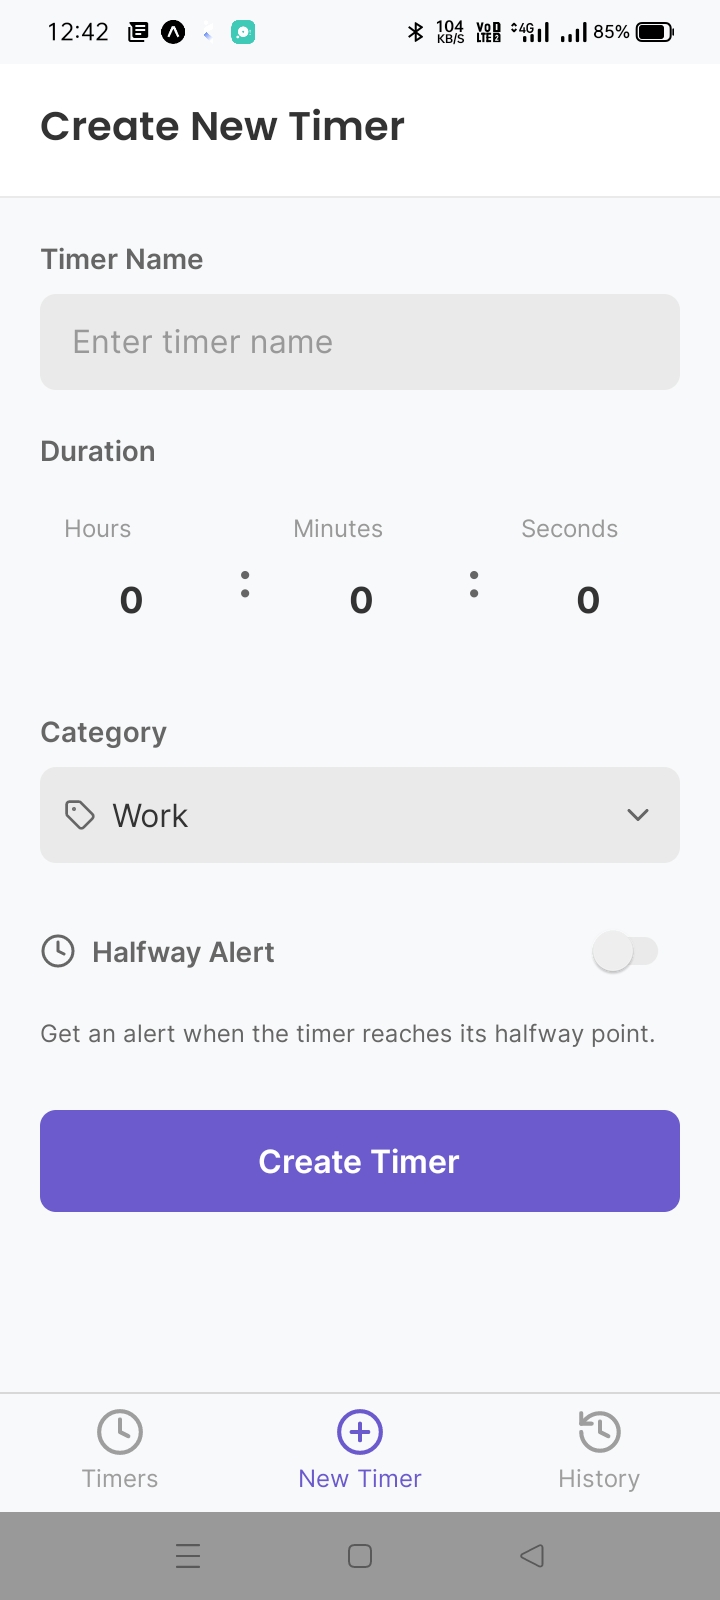 12:42 104 KB/S VoD LTE2 4G 85%
Create New Timer
Timer Name
Enter timer name
Duration
Hours Minutes Seconds
0 : 0 : 0
Category
Work
Halfway Alert
Get an alert when the timer reaches its halfway point.
Create Timer
Timers New Timer History